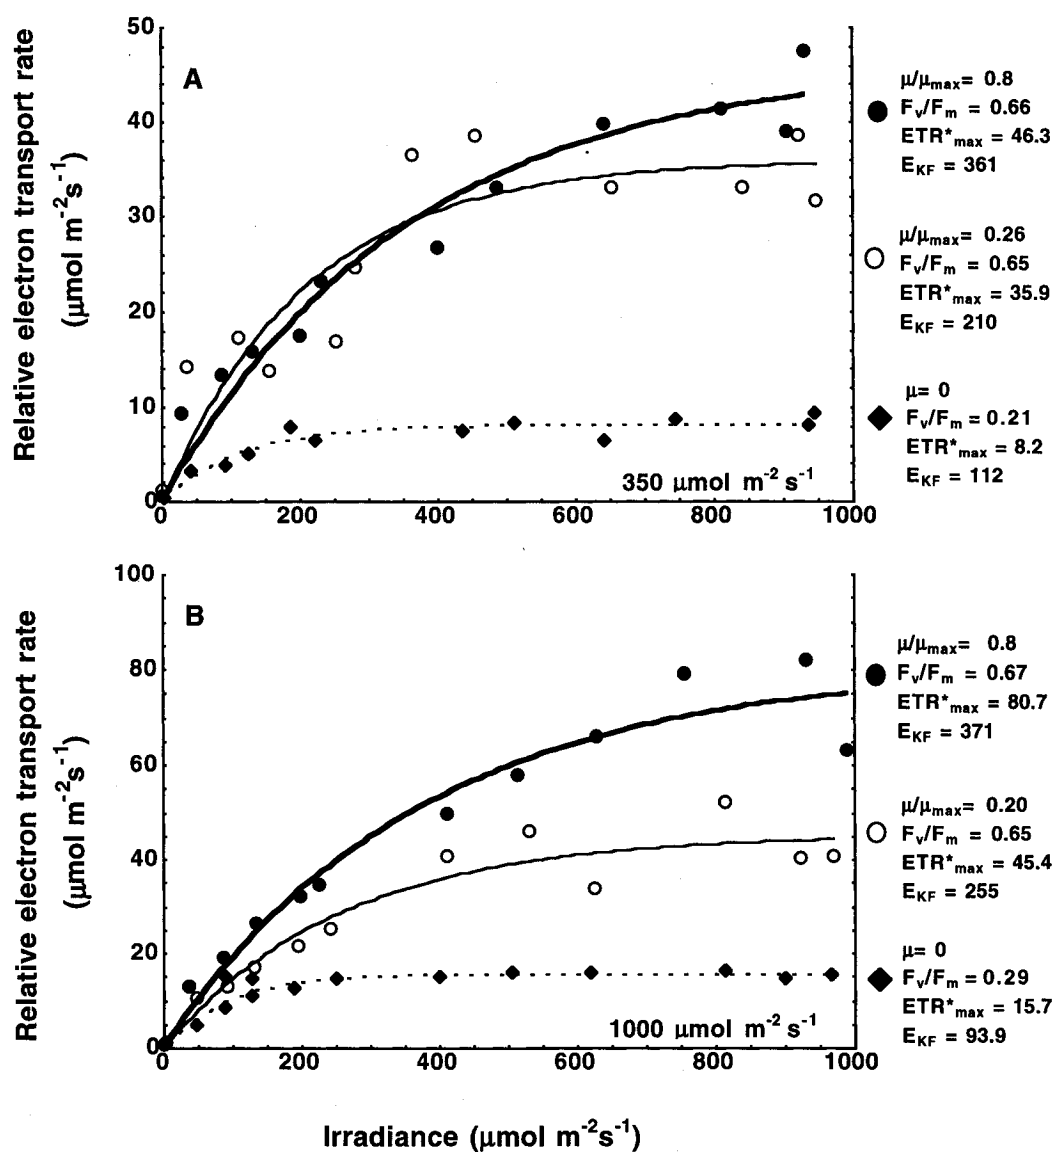 A
Relative electron transport rate
(μmol m-2s-1)
50
40
30
20
10
0
0 200 400 600 800 1000
350 μmol m-2 s-1
μ/μmax= 0.8
Fv/Fm = 0.66
ETR*max = 46.3
EKF = 361
μ/μmax= 0.26
Fv/Fm = 0.65
ETR*max = 35.9
EKF = 210
μ= 0
Fv/Fm = 0.21
ETR*max = 8.2
EKF = 112
B
Relative electron transport rate
(μmol m-2s-1)
100
80
60
40
20
0
0 200 400 600 800 1000
1000 μmol m-2 s-1
μ/μmax= 0.8
Fv/Fm = 0.67
ETR*max = 80.7
EKF = 371
μ/μmax= 0.20
Fv/Fm = 0.65
ETR*max = 45.4
EKF = 255
μ= 0
Fv/Fm = 0.29
ETR*max = 15.7
EKF = 93.9
Irradiance (μmol m-2s-1)